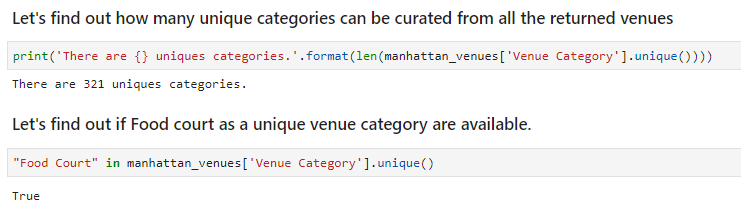 Let's find out how many unique categories can be curated from all the returned venues
print('There are {} uniques categories.'.format(len(manhattan_venues['Venue Category'].unique())))
There are 321 uniques categories.
Let's find out if Food court as a unique venue category are available.
"Food Court" in manhattan_venues['Venue Category'].unique()
True